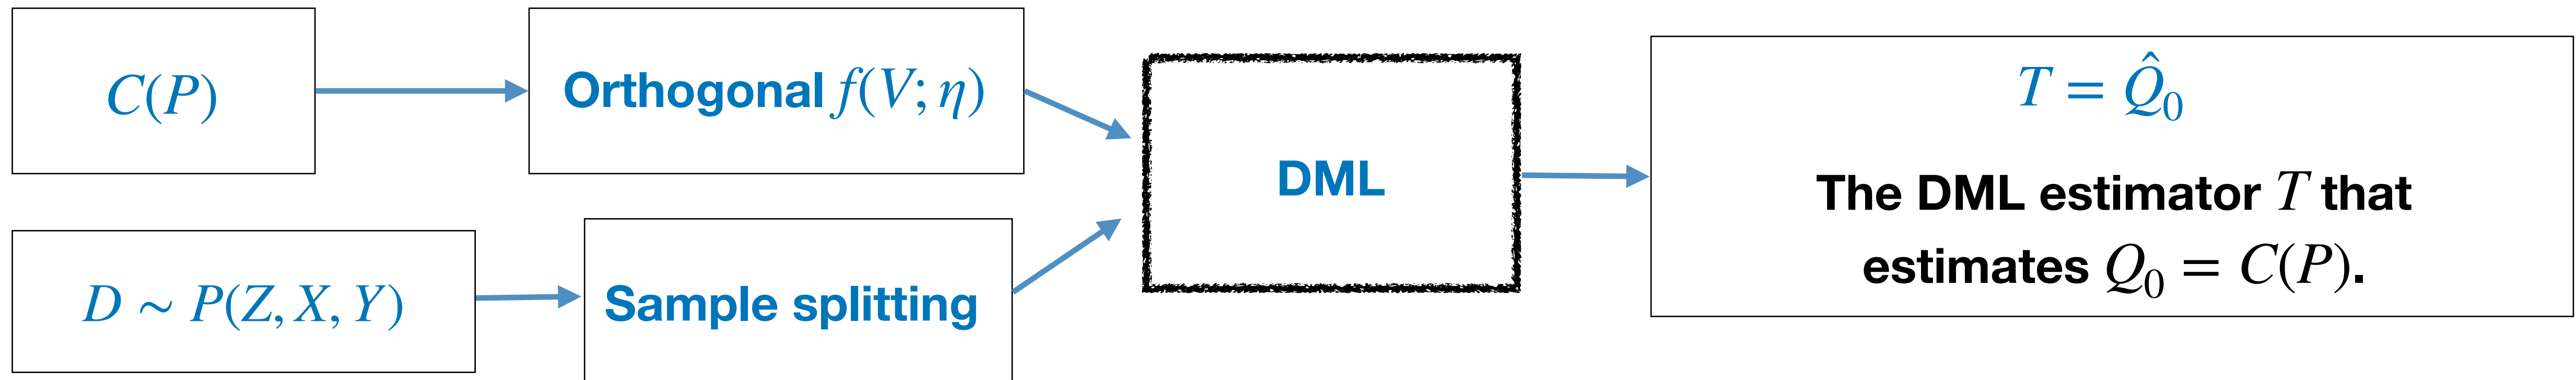 C(P)
Orthogonal f(V; η)
DML
T = Q̂₀
The DML estimator T that
estimates Q₀ = C(P).
D ∼ P(Z, X, Y)
Sample splitting